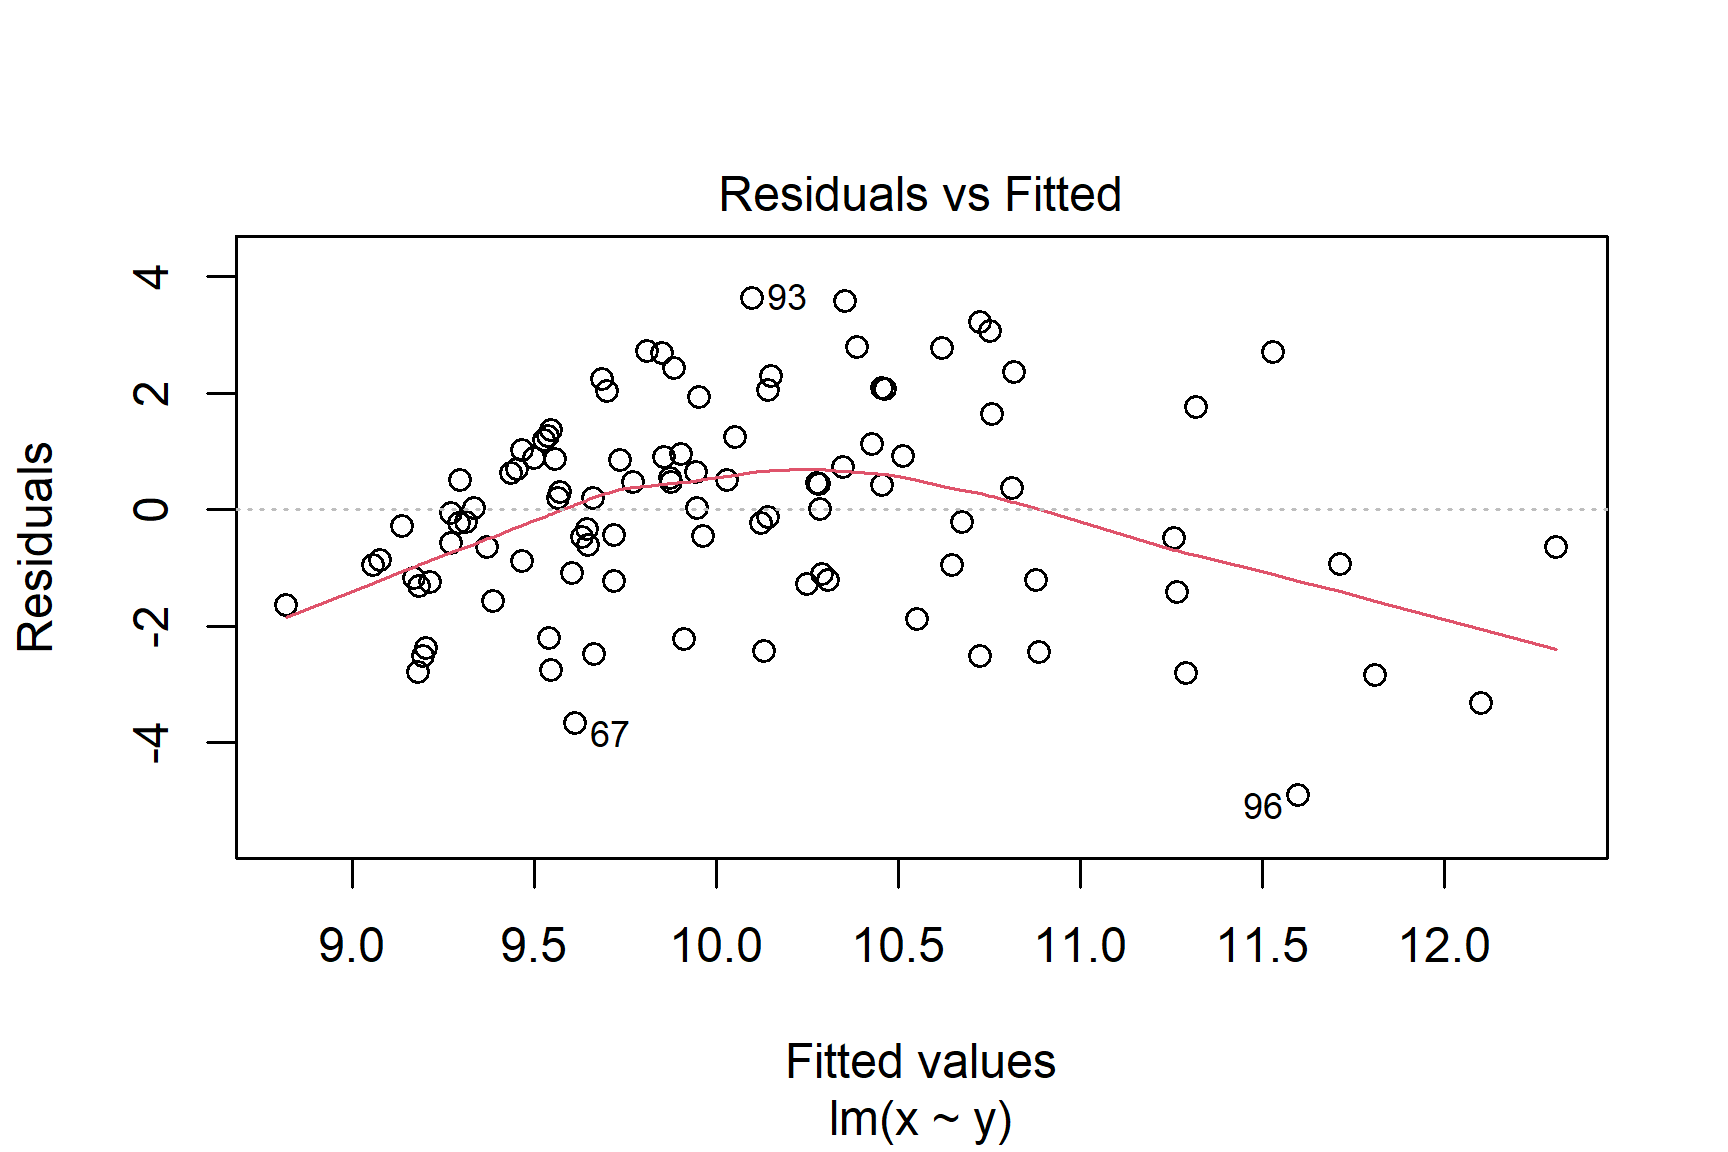 Residuals vs Fitted
Residuals
4
2
0
-2
-4
93
67
96
9.0 9.5 10.0 10.5 11.0 11.5 12.0
Fitted values
lm(x ~ y)